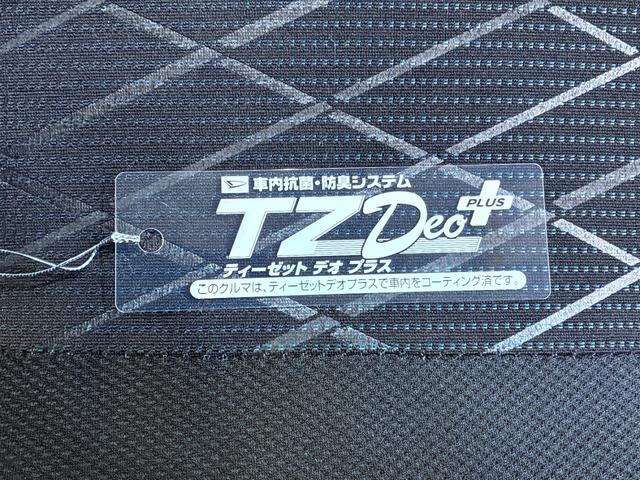 車内抗菌・防臭システム
TZ Deo PLUS
ティーゼット デオ プラス
このクルマは、ティーゼットデオプラスで車内をコーティング済です。